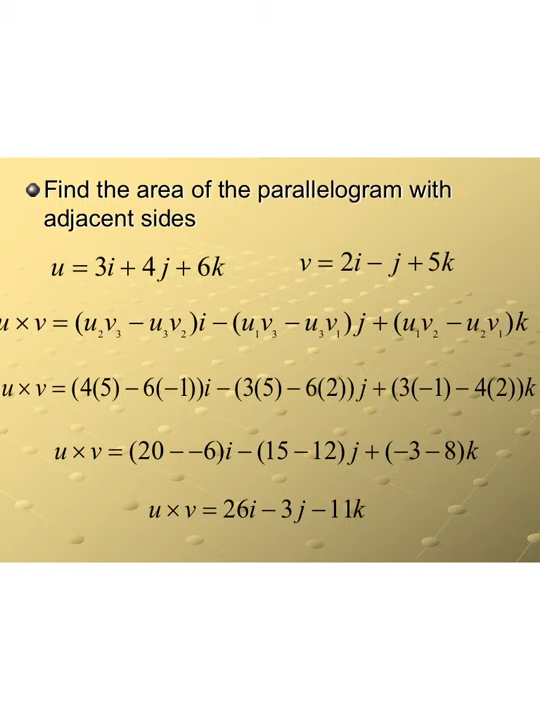 Find the area of the parallelogram with
adjacent sides
u = 3i + 4j + 6k v = 2i − j + 5k
u × v = (u₂v₃ − u₃v₂)i − (u₁v₃ − u₃v₁)j + (u₁v₂ − u₂v₁)k
u × v = (4(5) − 6(−1))i − (3(5) − 6(2))j + (3(−1) − 4(2))k
u × v = (20 − −6)i − (15 − 12)j + (−3 − 8)k
u × v = 26i − 3j − 11k